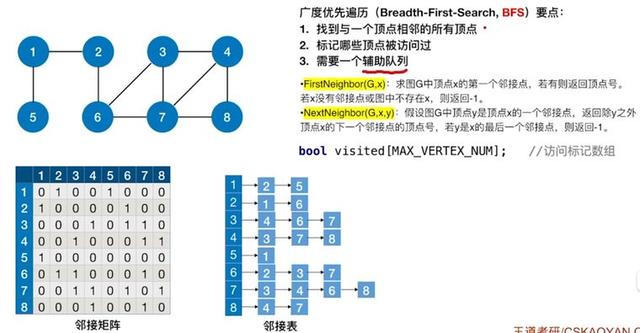 1 2 3 4
5 6 7 8
广度优先遍历（Breadth-First-Search, BFS）要点：
1. 找到与一个顶点相邻的所有顶点
2. 标记哪些顶点被访问过
3. 需要一个辅助队列
•FirstNeighbor(G,x)：求图G中顶点x的第一个邻接点，若有则返回顶点号。
若x没有邻接点或图中不存在x，则返回-1。
•NextNeighbor(G,x,y)：假设图G中顶点y是顶点x的一个邻接点，返回除y之外
顶点x的下一个邻接点的顶点号，若y是x的最后一个邻接点，则返回-1。
bool visited[MAX_VERTEX_NUM]; //访问标记数组
1 2 3 4 5 6 7 8
1 0 1 0 0 1 0 0 0
2 1 0 0 0 0 1 0 0
3 0 0 0 1 0 1 1 0
4 0 0 1 0 0 0 1 1
5 1 0 0 0 0 0 0 0
6 0 1 1 0 0 0 1 0
7 0 0 1 1 0 1 0 1
8 0 0 0 1 0 0 1 0
邻接矩阵
1 2 5
2 1 6
3 4 6 7
4 3 7 8
5 1
6 2 3 7
7 3 4 6 8
8 4 7
邻接表
王道考研/CSKAOYAN.CO